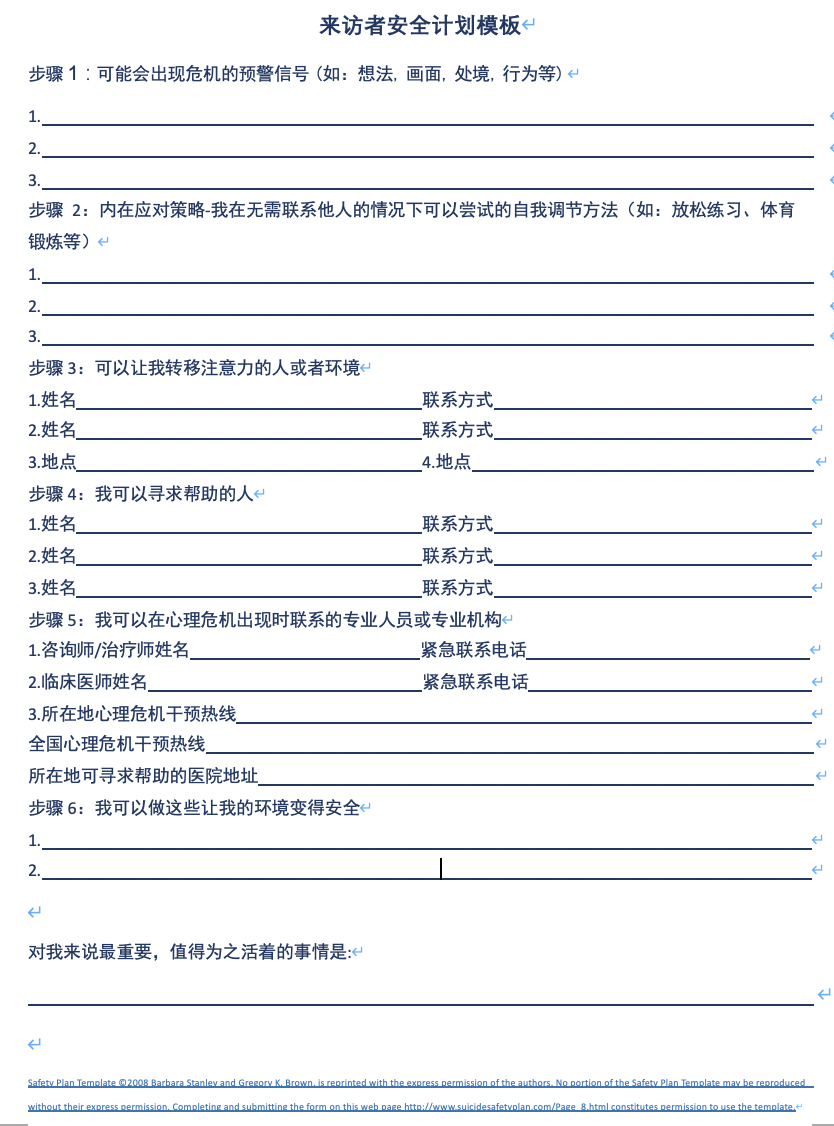 来访者安全计划模板
步骤 1：可能会出现危机的预警信号 (如：想法, 画面, 处境, 行为等)
1.
2.
3.
步骤 2：内在应对策略-我在无需联系他人的情况下可以尝试的自我调节方法（如：放松练习、体育
锻炼等）
1.
2.
3.
步骤 3：可以让我转移注意力的人或者环境
1.姓名 联系方式
2.姓名 联系方式
3.地点 4.地点
步骤 4：我可以寻求帮助的人
1.姓名 联系方式
2.姓名 联系方式
3.姓名 联系方式
步骤 5：我可以在心理危机出现时联系的专业人员或专业机构
1.咨询师/治疗师姓名 紧急联系电话
2.临床医师姓名 紧急联系电话
3.所在地心理危机干预热线
全国心理危机干预热线
所在地可寻求帮助的医院地址
步骤 6：我可以做这些让我的环境变得安全
1.
2.
对我来说最重要，值得为之活着的事情是:
Safety Plan Template ©2008 Barbara Stanley and Gregory K. Brown, is reprinted with the express permission of the authors. No portion of the Safety Plan Template may be reproduced
without their express permission. Completing and submitting the form on this web page http://www.suicidesafetyplan.com/Page_8.html constitutes permission to use the template.